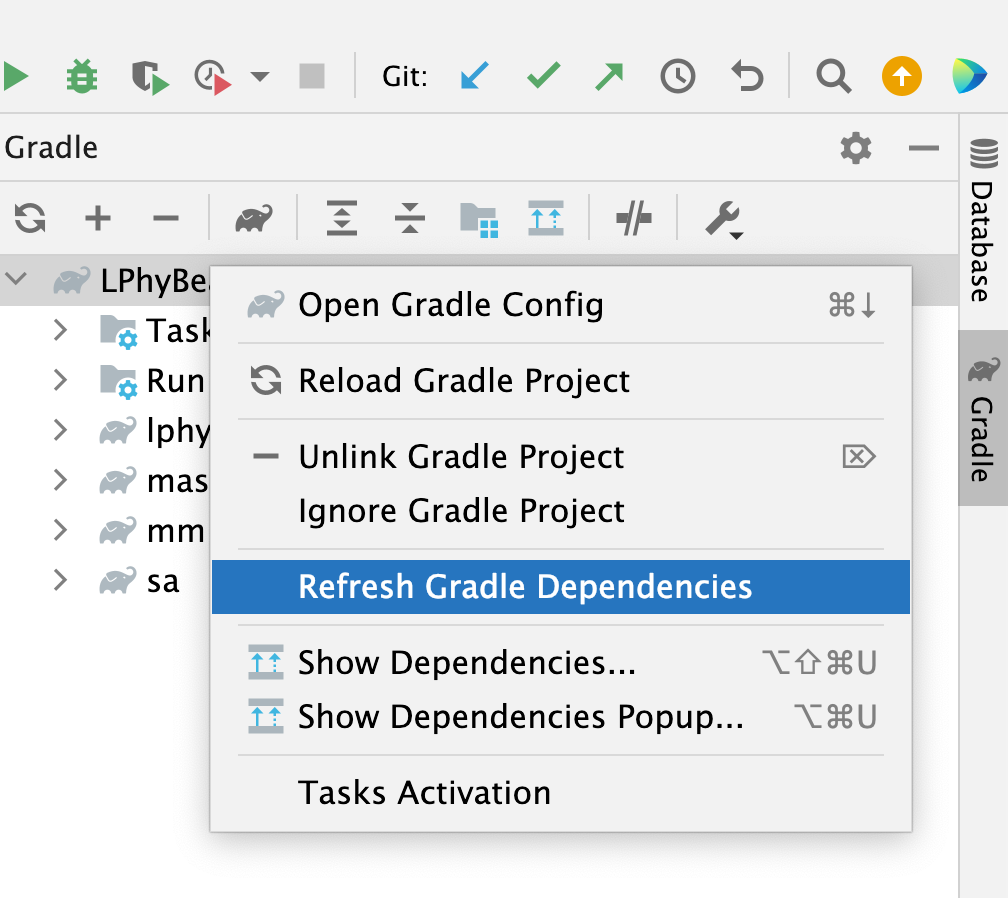 Git:
Gradle
Database
LPhyBe
Open Gradle Config ⌘↓
Task
Reload Gradle Project
Run
Gradle
lphy
Unlink Gradle Project
mas
Ignore Gradle Project
mm
sa
Refresh Gradle Dependencies
Show Dependencies... ⌥⇧⌘U
Show Dependencies Popup... ⌥⌘U
Tasks Activation